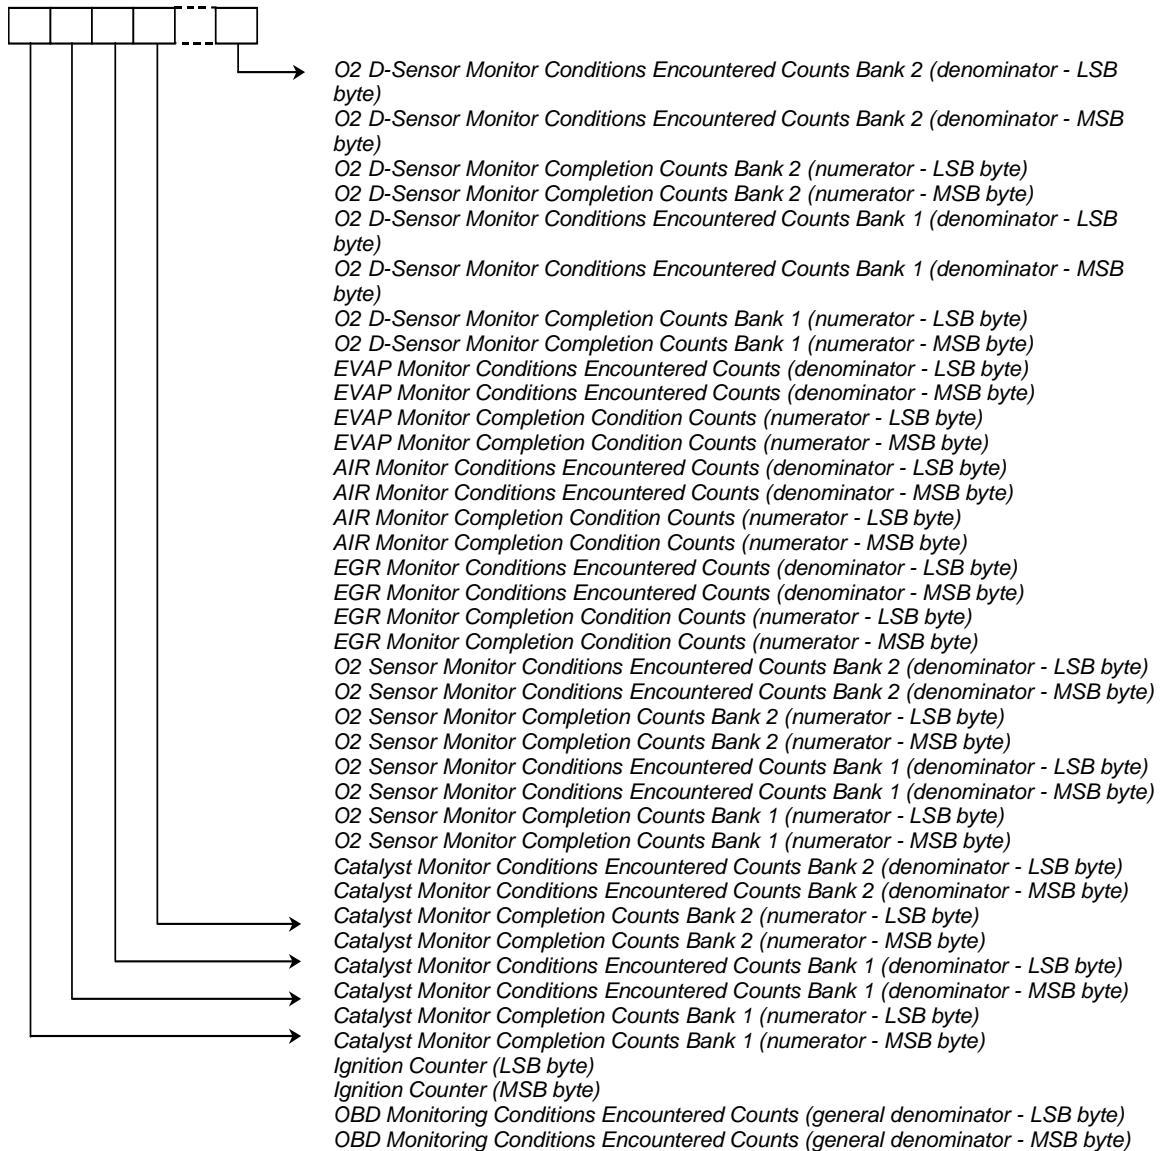 O2 D-Sensor Monitor Conditions Encountered Counts Bank 2 (denominator - LSB
byte)
O2 D-Sensor Monitor Conditions Encountered Counts Bank 2 (denominator - MSB
byte)
O2 D-Sensor Monitor Completion Counts Bank 2 (numerator - LSB byte)
O2 D-Sensor Monitor Completion Counts Bank 2 (numerator - MSB byte)
O2 D-Sensor Monitor Conditions Encountered Counts Bank 1 (denominator - LSB
byte)
O2 D-Sensor Monitor Conditions Encountered Counts Bank 1 (denominator - MSB
byte)
O2 D-Sensor Monitor Completion Counts Bank 1 (numerator - LSB byte)
O2 D-Sensor Monitor Completion Counts Bank 1 (numerator - MSB byte)
EVAP Monitor Conditions Encountered Counts (denominator - LSB byte)
EVAP Monitor Conditions Encountered Counts (denominator - MSB byte)
EVAP Monitor Completion Condition Counts (numerator - LSB byte)
EVAP Monitor Completion Condition Counts (numerator - MSB byte)
AIR Monitor Conditions Encountered Counts (denominator - LSB byte)
AIR Monitor Conditions Encountered Counts (denominator - MSB byte)
AIR Monitor Completion Condition Counts (numerator - LSB byte)
AIR Monitor Completion Condition Counts (numerator - MSB byte)
EGR Monitor Conditions Encountered Counts (denominator - LSB byte)
EGR Monitor Conditions Encountered Counts (denominator - MSB byte)
EGR Monitor Completion Condition Counts (numerator - LSB byte)
EGR Monitor Completion Condition Counts (numerator - MSB byte)
O2 Sensor Monitor Conditions Encountered Counts Bank 2 (denominator - LSB byte)
O2 Sensor Monitor Conditions Encountered Counts Bank 2 (denominator - MSB byte)
O2 Sensor Monitor Completion Counts Bank 2 (numerator - LSB byte)
O2 Sensor Monitor Completion Counts Bank 2 (numerator - MSB byte)
O2 Sensor Monitor Conditions Encountered Counts Bank 1 (denominator - LSB byte)
O2 Sensor Monitor Conditions Encountered Counts Bank 1 (denominator - MSB byte)
O2 Sensor Monitor Completion Counts Bank 1 (numerator - LSB byte)
O2 Sensor Monitor Completion Counts Bank 1 (numerator - MSB byte)
Catalyst Monitor Conditions Encountered Counts Bank 2 (denominator - LSB byte)
Catalyst Monitor Conditions Encountered Counts Bank 2 (denominator - MSB byte)
Catalyst Monitor Completion Counts Bank 2 (numerator - LSB byte)
Catalyst Monitor Completion Counts Bank 2 (numerator - MSB byte)
Catalyst Monitor Conditions Encountered Counts Bank 1 (denominator - LSB byte)
Catalyst Monitor Conditions Encountered Counts Bank 1 (denominator - MSB byte)
Catalyst Monitor Completion Counts Bank 1 (numerator - LSB byte)
Catalyst Monitor Completion Counts Bank 1 (numerator - MSB byte)
Ignition Counter (LSB byte)
Ignition Counter (MSB byte)
OBD Monitoring Conditions Encountered Counts (general denominator - LSB byte)
OBD Monitoring Conditions Encountered Counts (general denominator - MSB byte)